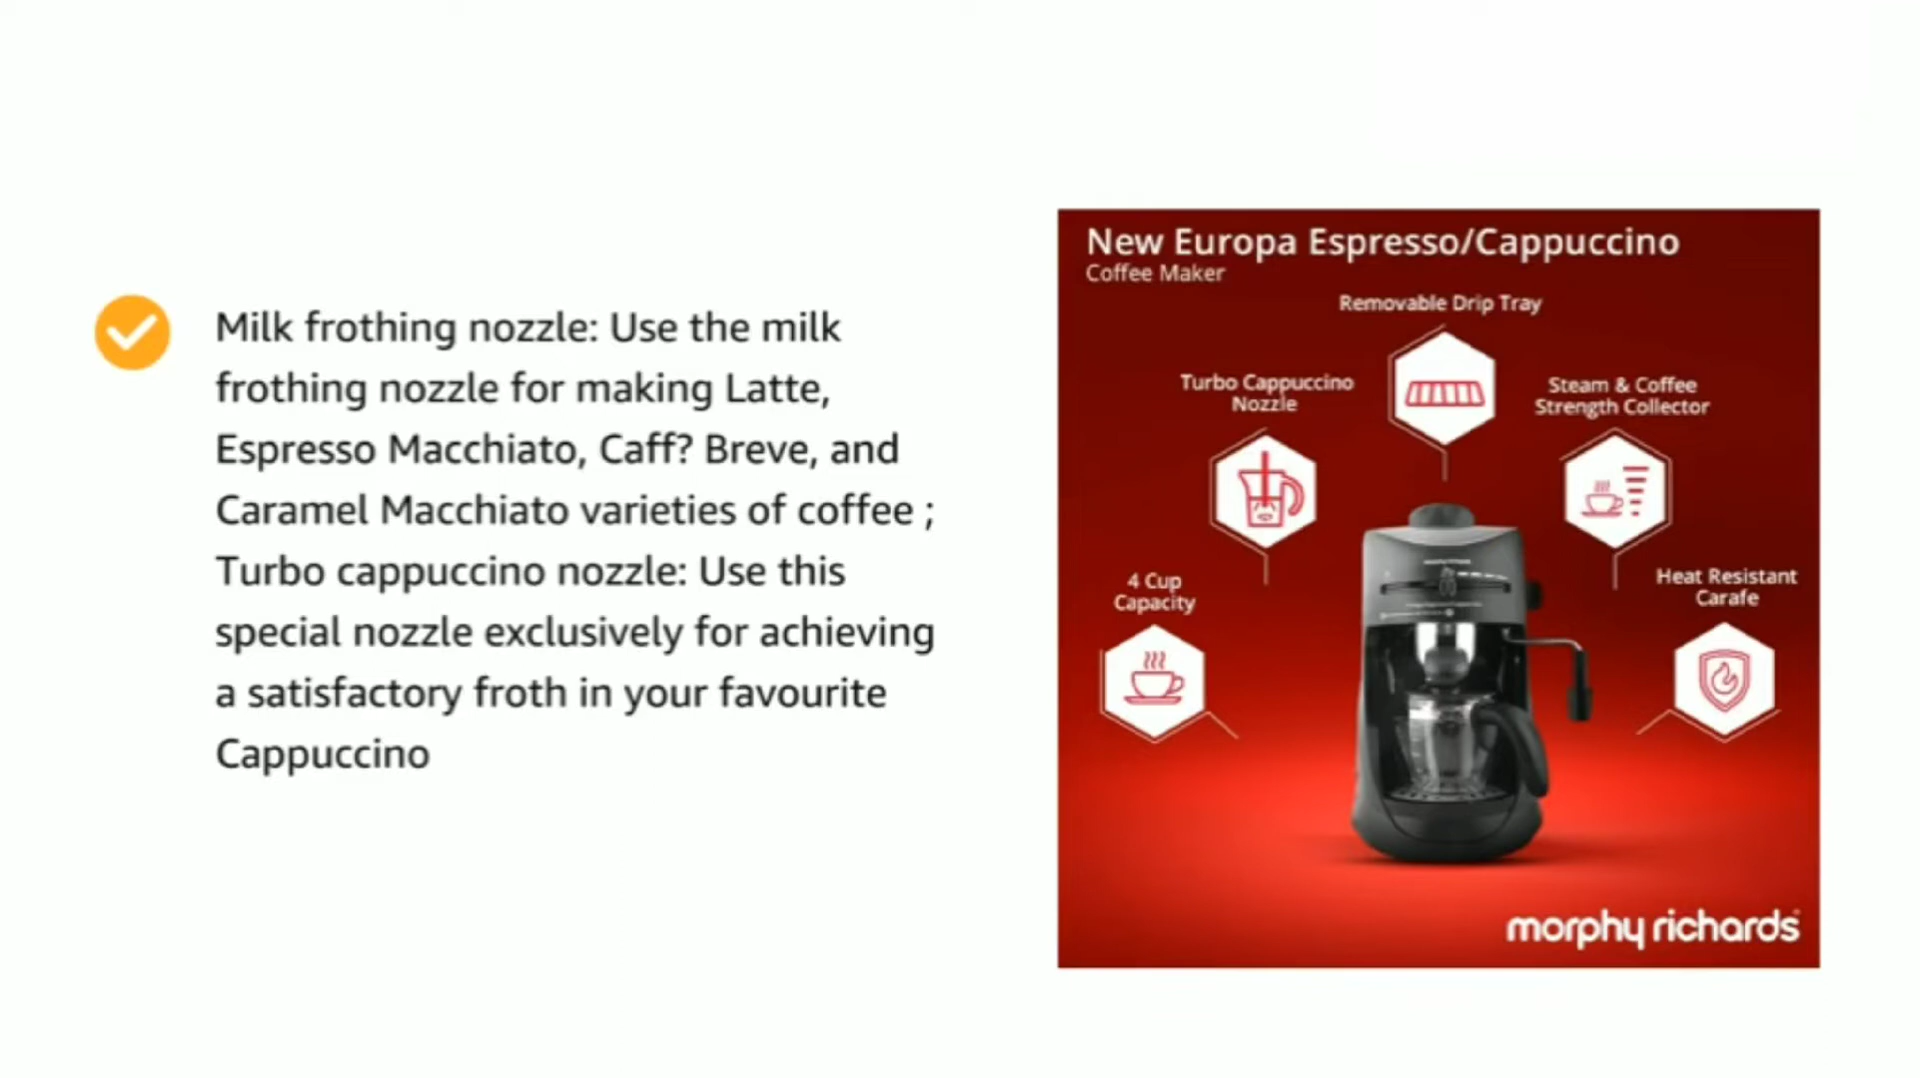 Milk frothing nozzle: Use the milk
frothing nozzle for making Latte,
Espresso Macchiato, Caff? Breve, and
Caramel Macchiato varieties of coffee ;
Turbo cappuccino nozzle: Use this
special nozzle exclusively for achieving
a satisfactory froth in your favourite
Cappuccino
New Europa Espresso/Cappuccino
Coffee Maker
Removable Drip Tray
Turbo Cappuccino
Nozzle
Steam & Coffee
Strength Collector
4 Cup
Capacity
Heat Resistant
Carafe
morphy richards